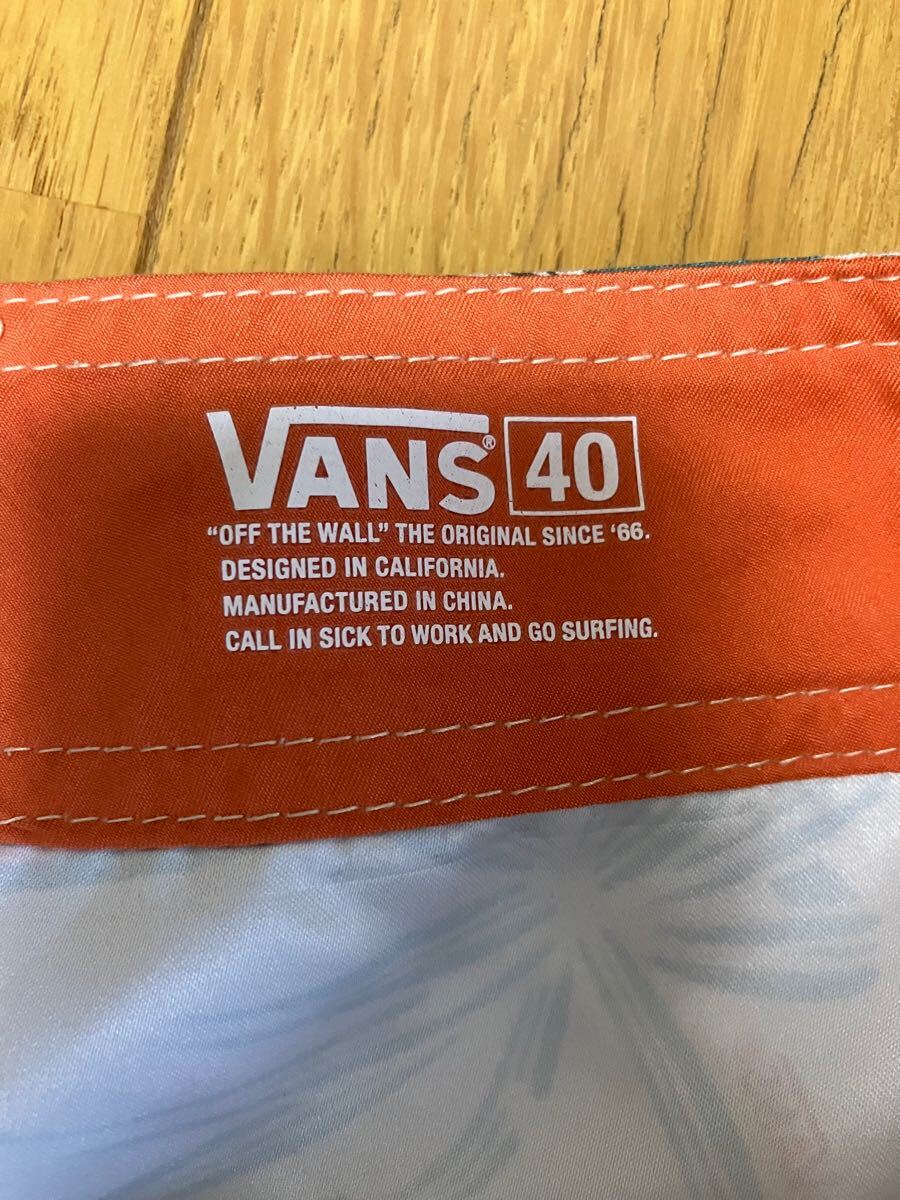 VANS® 40
“OFF THE WALL” THE ORIGINAL SINCE ‘66.
DESIGNED IN CALIFORNIA.
MANUFACTURED IN CHINA.
CALL IN SICK TO WORK AND GO SURFING.